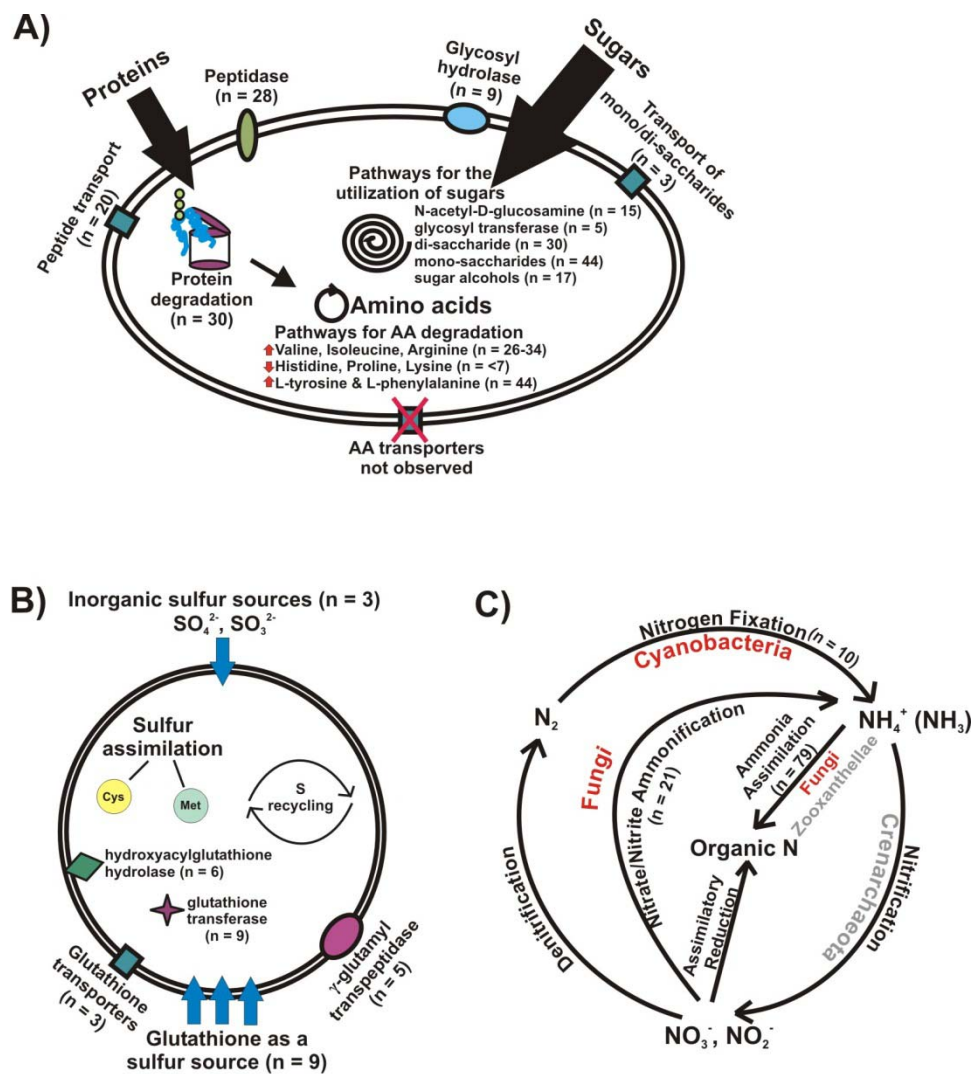 A)
Proteins
Peptidase
(n = 28)
Glycosyl
hydrolase
(n = 9)
Sugars
Transport of
mono/di-saccharides
(n = 3)
Peptide transport
(n = 20)
Pathways for the
utilization of sugars
N-acetyl-D-glucosamine (n = 15)
glycosyl transferase (n = 5)
di-saccharide (n = 30)
mono-saccharides (n = 44)
sugar alcohols (n = 17)
Protein
degradation
(n = 30)
Amino acids
Pathways for AA degradation
Valine, Isoleucine, Arginine (n = 26-34)
Histidine, Proline, Lysine (n = <7)
L-tyrosine & L-phenylalanine (n = 44)
AA transporters
not observed
B)
Inorganic sulfur sources (n = 3)
SO₄²⁻, SO₃²⁻
Sulfur
assimilation
Cys
Met
S
recycling
hydroxyacylglutathione
hydrolase (n = 6)
glutathione
transferase
(n = 9)
Glutathione
transporters
(n = 3)
γ-glutamyl
transpeptidase
(n = 5)
Glutathione as a
sulfur source (n = 9)
C)
Nitrogen Fixation (n = 10)
Cyanobacteria
N₂
NH₄⁺ (NH₃)
Fungi
Nitrate/Nitrite Ammonification
(n = 21)
Ammonia
Assimilation
(n = 79)
Fungi
Zooxanthellae
Organic N
Crenarchaeota
Nitrification
Denitrification
Assimilatory
Reduction
NO₃⁻, NO₂⁻